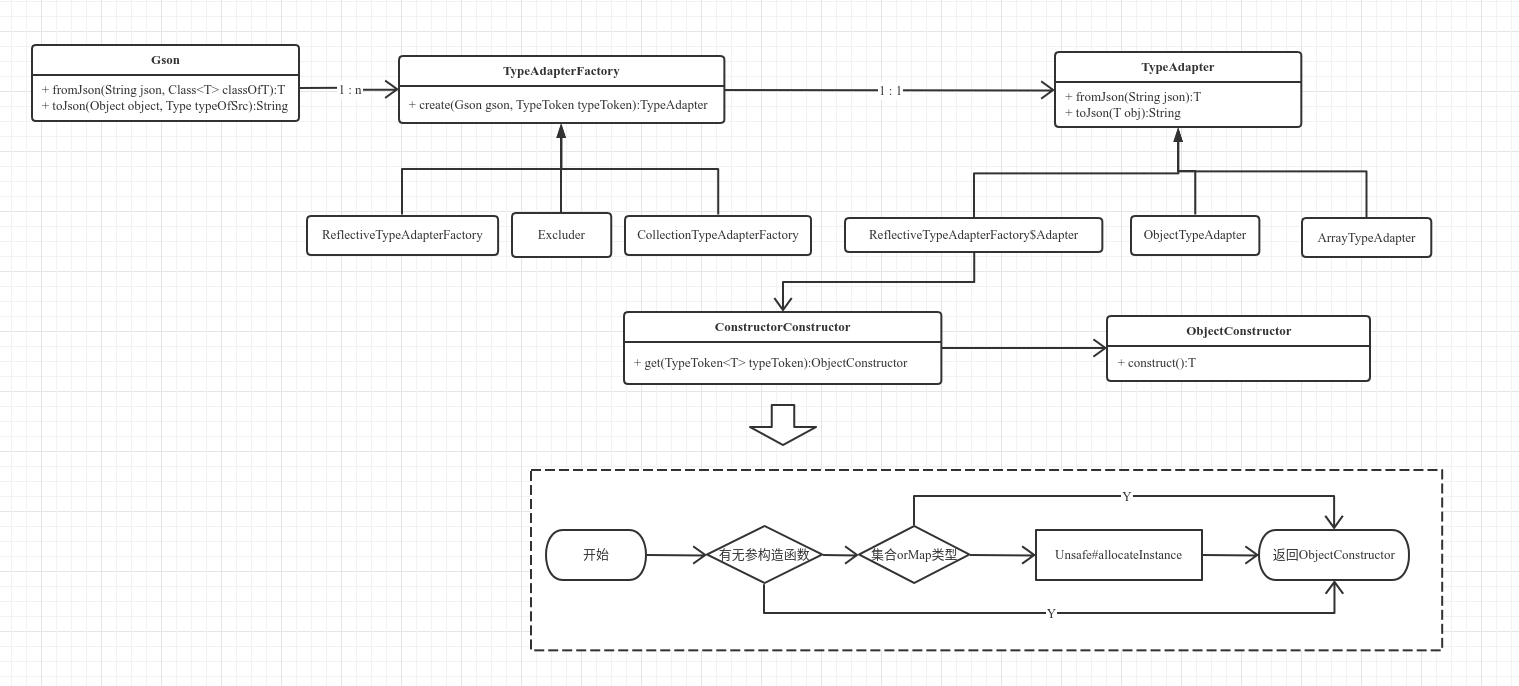 Gson
+ fromJson(String json, Class<T> classOfT):T
+ toJson(Object object, Type typeOfSrc):String
1 : n
TypeAdapterFactory
+ create(Gson gson, TypeToken typeToken):TypeAdapter
1 : 1
TypeAdapter
+ fromJson(String json):T
+ toJson(T obj):String
ReflectiveTypeAdapterFactory
Excluder
CollectionTypeAdapterFactory
ReflectiveTypeAdapterFactory$Adapter
ObjectTypeAdapter
ArrayTypeAdapter
ConstructorConstructor
+ get(TypeToken<T> typeToken):ObjectConstructor
ObjectConstructor
+ construct():T
Y
开始
有无参构造函数
集合orMap类型
Unsafe#allocateInstance
返回ObjectConstructor
Y